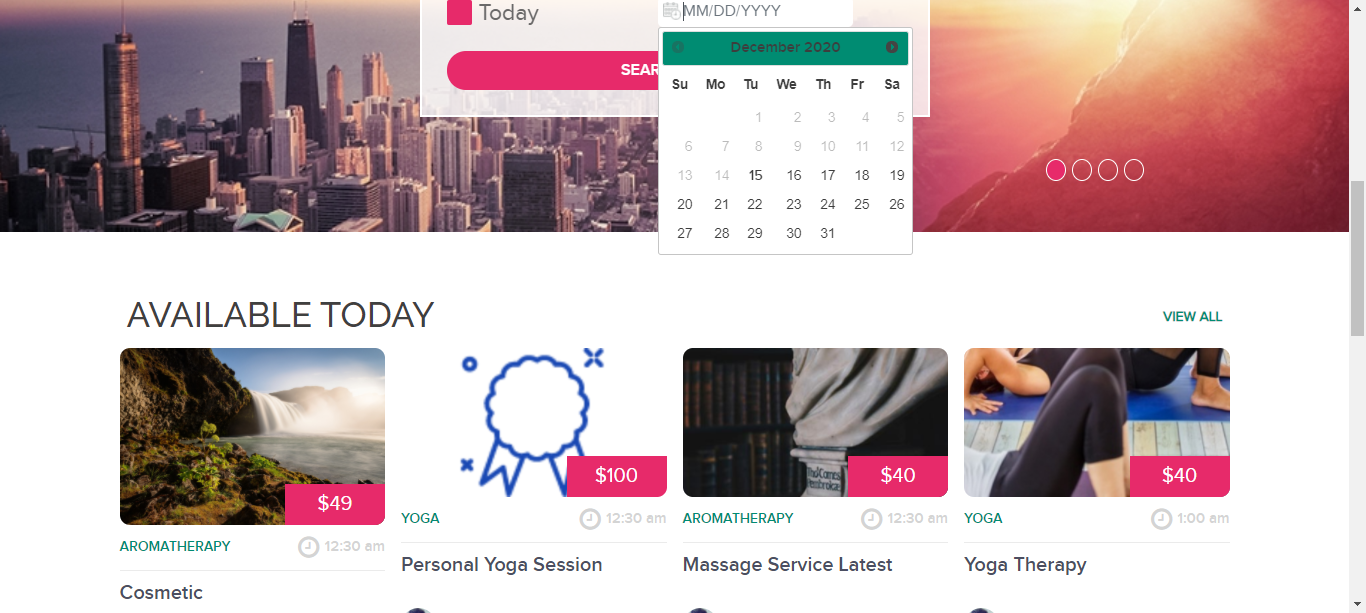 Today
MM/DD/YYYY
SEAR
December 2020
Su Mo Tu We Th Fr Sa
1 2 3 4 5
6 7 8 9 10 11 12
13 14 15 16 17 18 19
20 21 22 23 24 25 26
27 28 29 30 31
AVAILABLE TODAY
VIEW ALL
$49
$100
$40
$40
AROMATHERAPY 12:30 am
YOGA 12:30 am
AROMATHERAPY 12:30 am
YOGA 1:00 am
Cosmetic
Personal Yoga Session
Massage Service Latest
Yoga Therapy